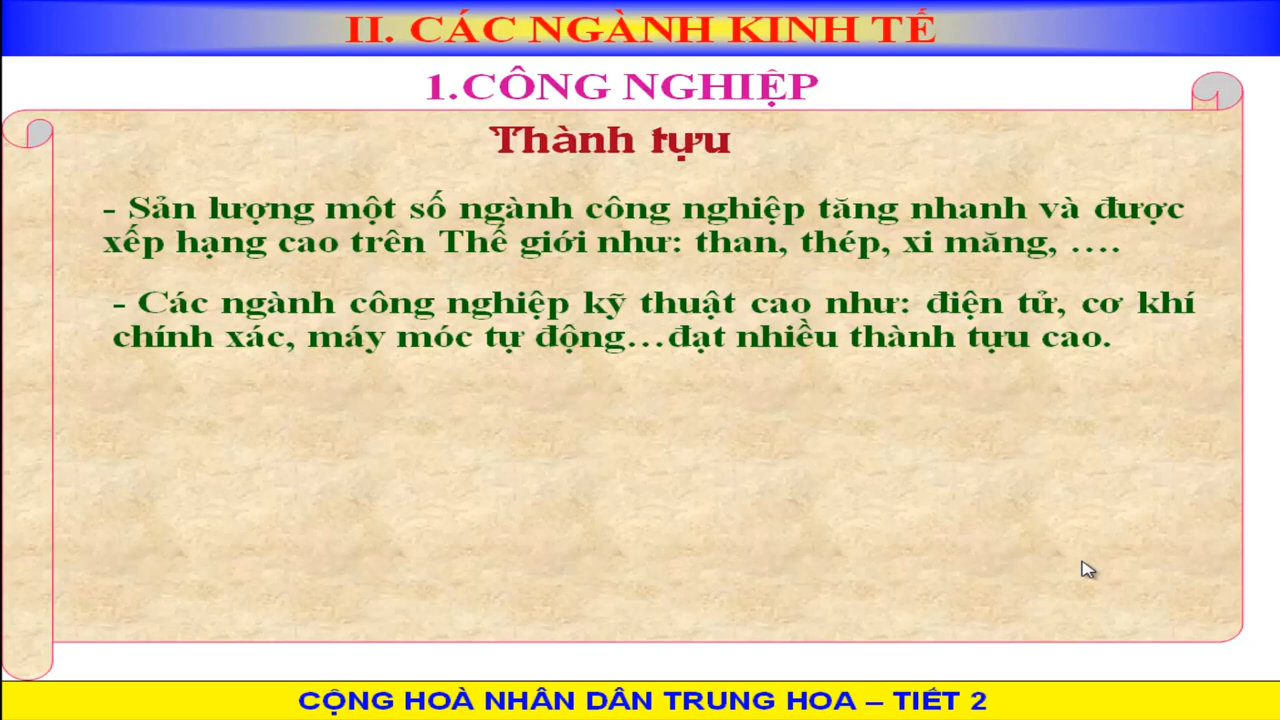 II. CÁC NGÀNH KINH TẾ
1.CÔNG NGHIỆP
Thành tựu
- Sản lượng một số ngành công nghiệp tăng nhanh và được
xếp hạng cao trên Thế giới như: than, thép, xi măng, ....
- Các ngành công nghiệp kỹ thuật cao như: điện tử, cơ khí
chính xác, máy móc tự động...đạt nhiều thành tựu cao.
CỘNG HOÀ NHÂN DÂN TRUNG HOA – TIẾT 2